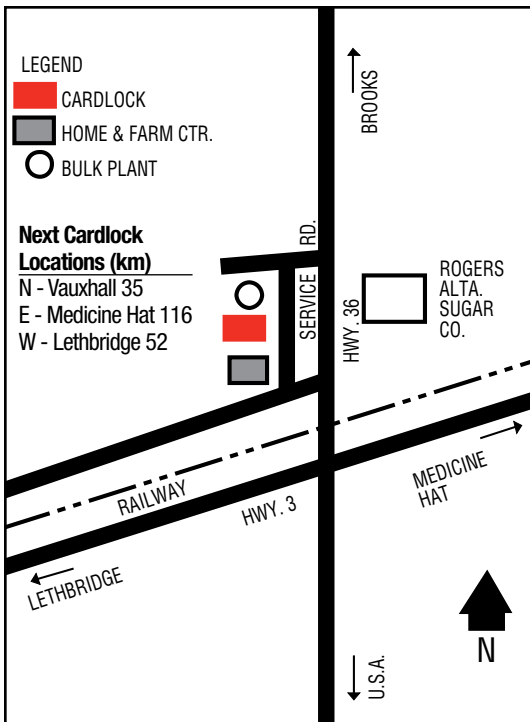 LEGEND
CARDLOCK
HOME & FARM CTR.
BULK PLANT
BROOKS
Next Cardlock
Locations (km)
N - Vauxhall 35
E - Medicine Hat 116
W - Lethbridge 52
SERVICE RD.
HWY. 36
ROGERS
ALTA.
SUGAR
CO.
RAILWAY
HWY. 3
MEDICINE
HAT
LETHBRIDGE
N
U.S.A.